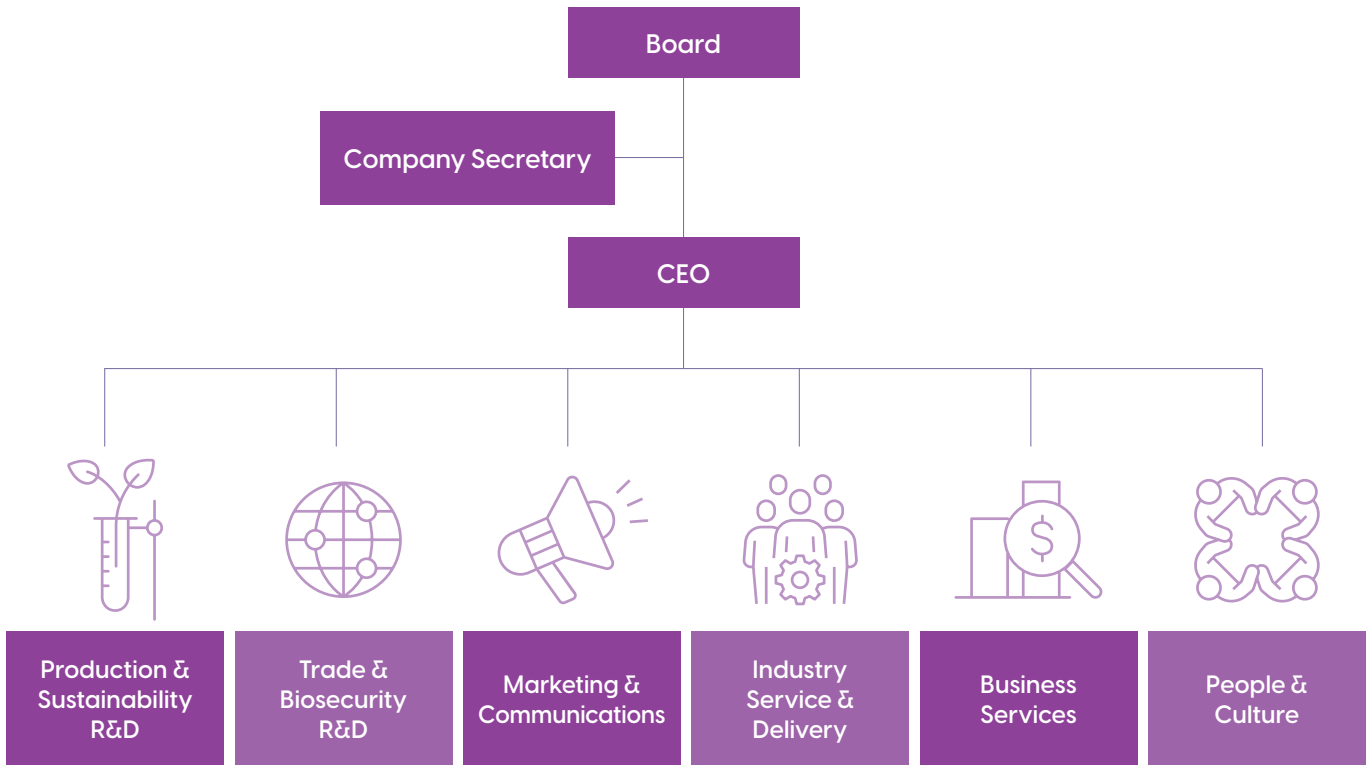 Board
Company Secretary
CEO
Production &
Sustainability
R&D
Trade &
Biosecurity
R&D
Marketing &
Communications
Industry
Service &
Delivery
Business
Services
People &
Culture
$